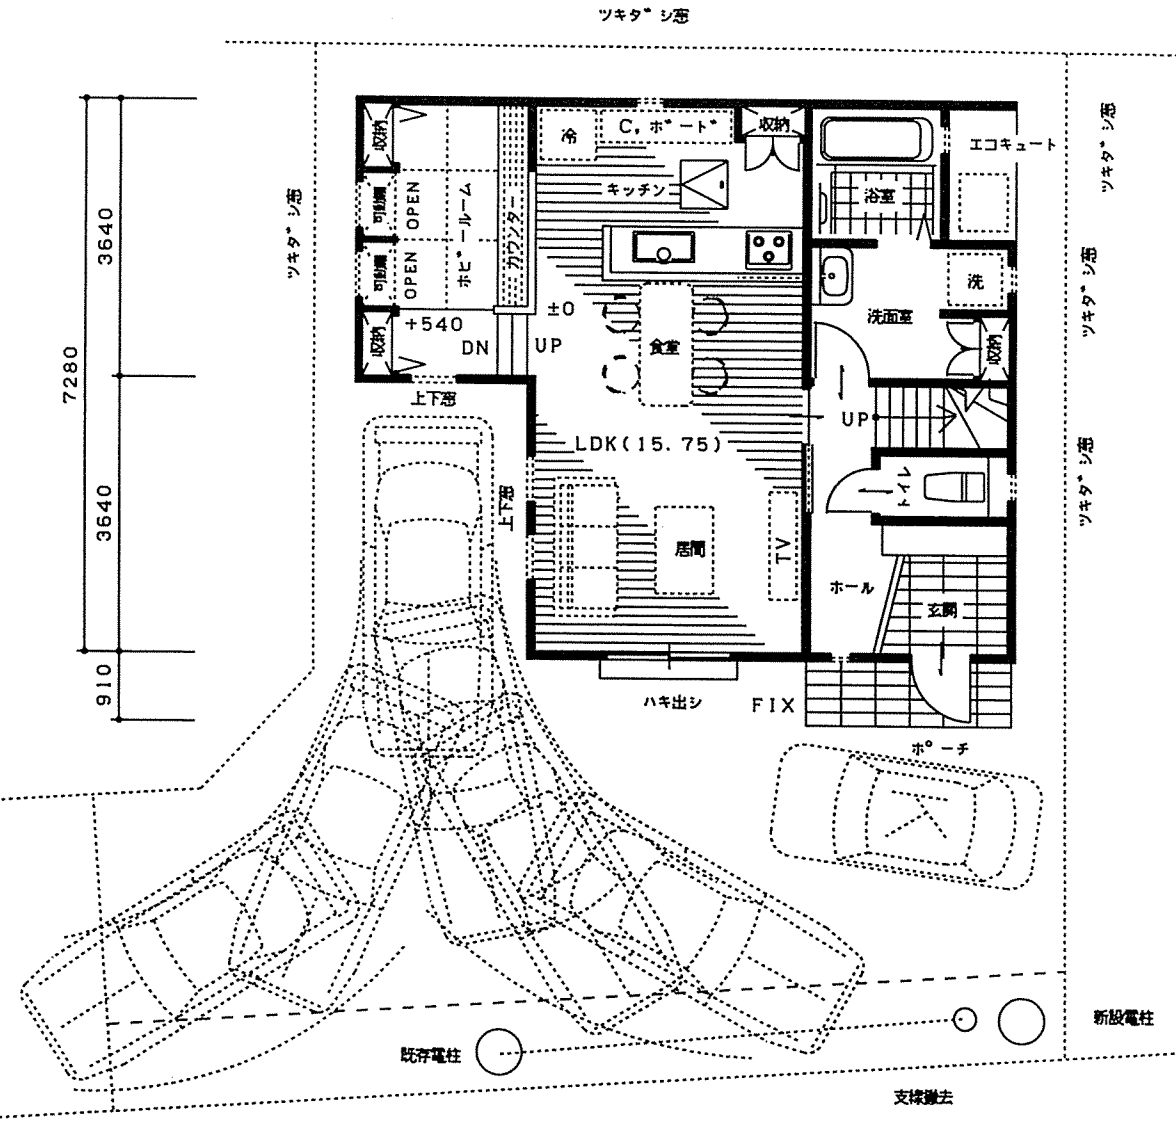 ツキダシ窓
収納
冷
C,ボード
収納
エコキュート
ツキダシ窓
キッチン
浴室
ツキダシ窓
可動棚
OPEN
ホビールーム
カウンター
3640
可動棚
OPEN
洗
ツキダシ窓
±0
洗面室
収納
+540
DN
UP
食堂
収納
7280
上下窓
UP
LDK(15.75)
ツキダシ窓
トイレ
3640
上下窓
居間
TV
ホール
玄関
910
ハキ出シ
FIX
ポーチ
既存電柱
新設電柱
支線撤去